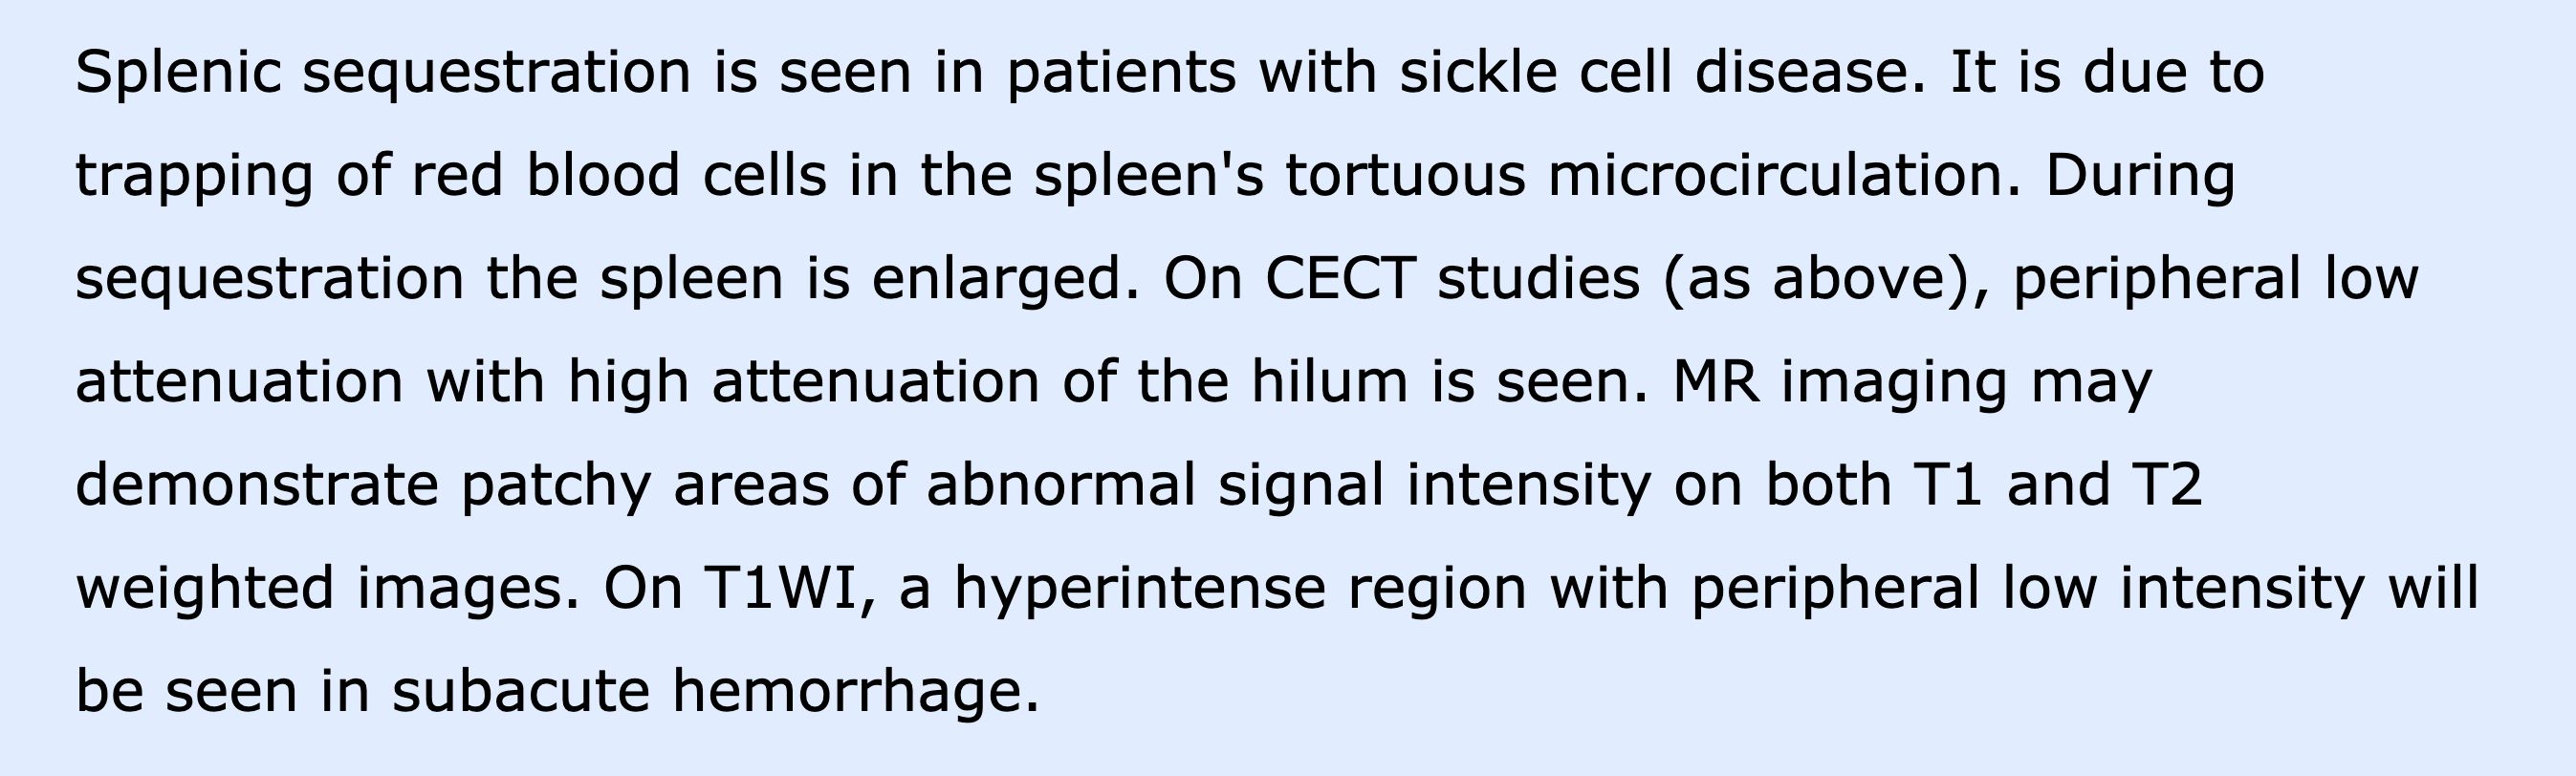 Splenic sequestration is seen in patients with sickle cell disease. It is due to
trapping of red blood cells in the spleen's tortuous microcirculation. During
sequestration the spleen is enlarged. On CECT studies (as above), peripheral low
attenuation with high attenuation of the hilum is seen. MR imaging may
demonstrate patchy areas of abnormal signal intensity on both T1 and T2
weighted images. On T1WI, a hyperintense region with peripheral low intensity will
be seen in subacute hemorrhage.